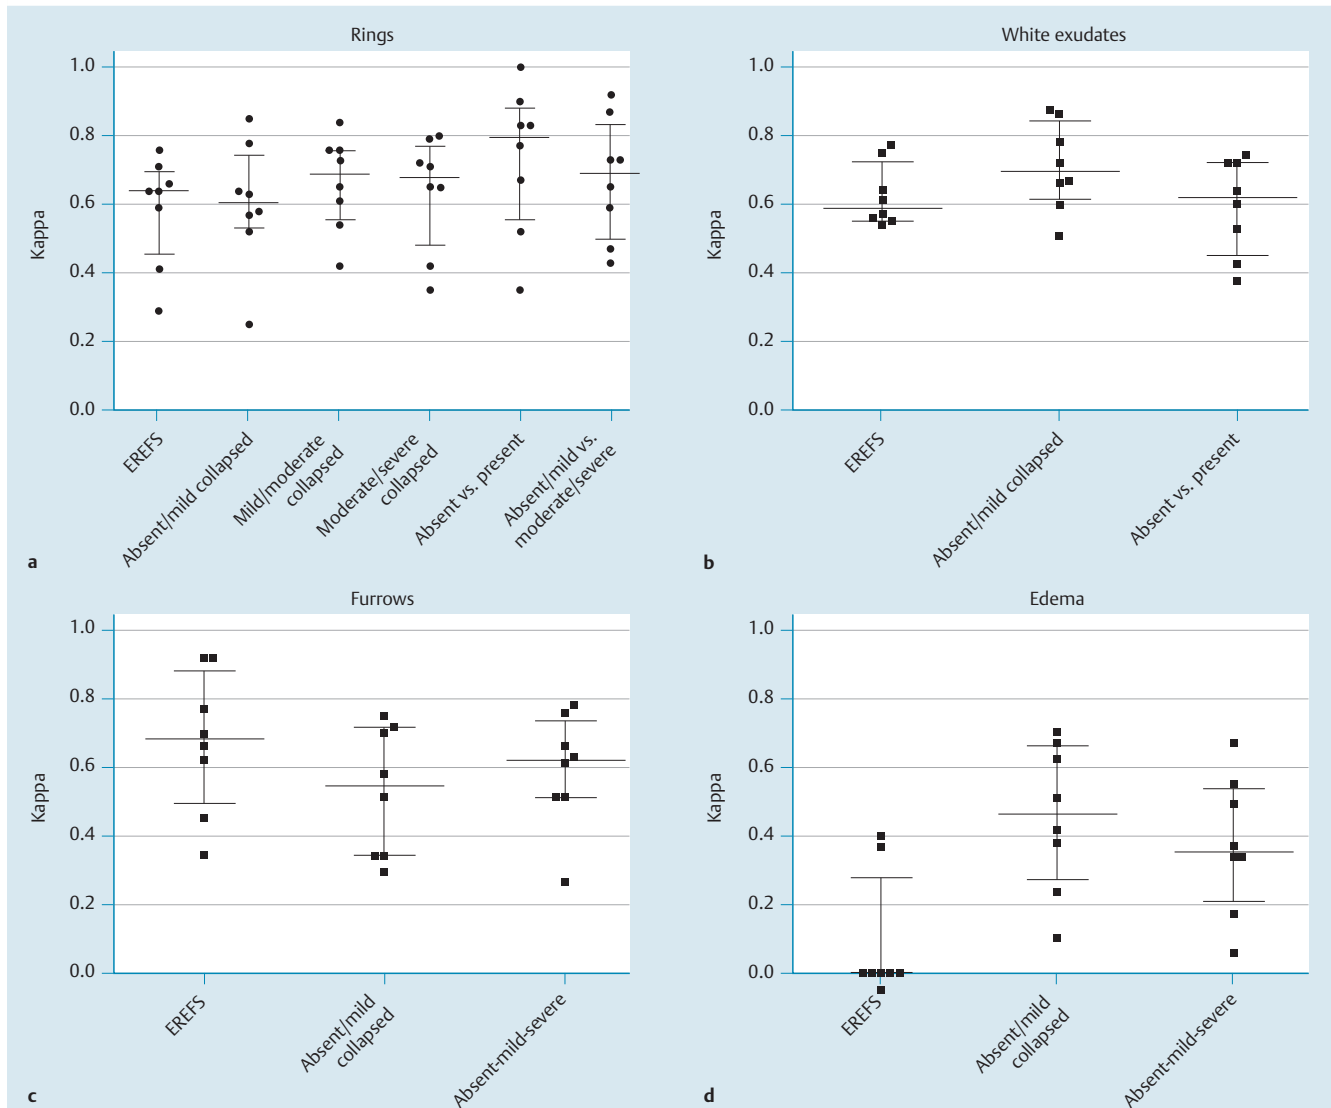 Rings
Kappa
1.0
0.8
0.6
0.4
0.2
0.0
EREFS
Absent/mild collapsed
Mild/moderate
collapsed
Moderate/severe
collapsed
Absent vs. present
Absent/mild vs.
moderate/severe
a
White exudates
Kappa
1.0
0.8
0.6
0.4
0.2
0.0
EREFS
Absent/mild collapsed
Absent vs. present
b
Furrows
Kappa
1.0
0.8
0.6
0.4
0.2
0.0
EREFS
Absent/mild
collapsed
Absent-mild-severe
c
Edema
Kappa
1.0
0.8
0.6
0.4
0.2
0.0
EREFS
Absent/mild
collapsed
Absent-mild-severe
d